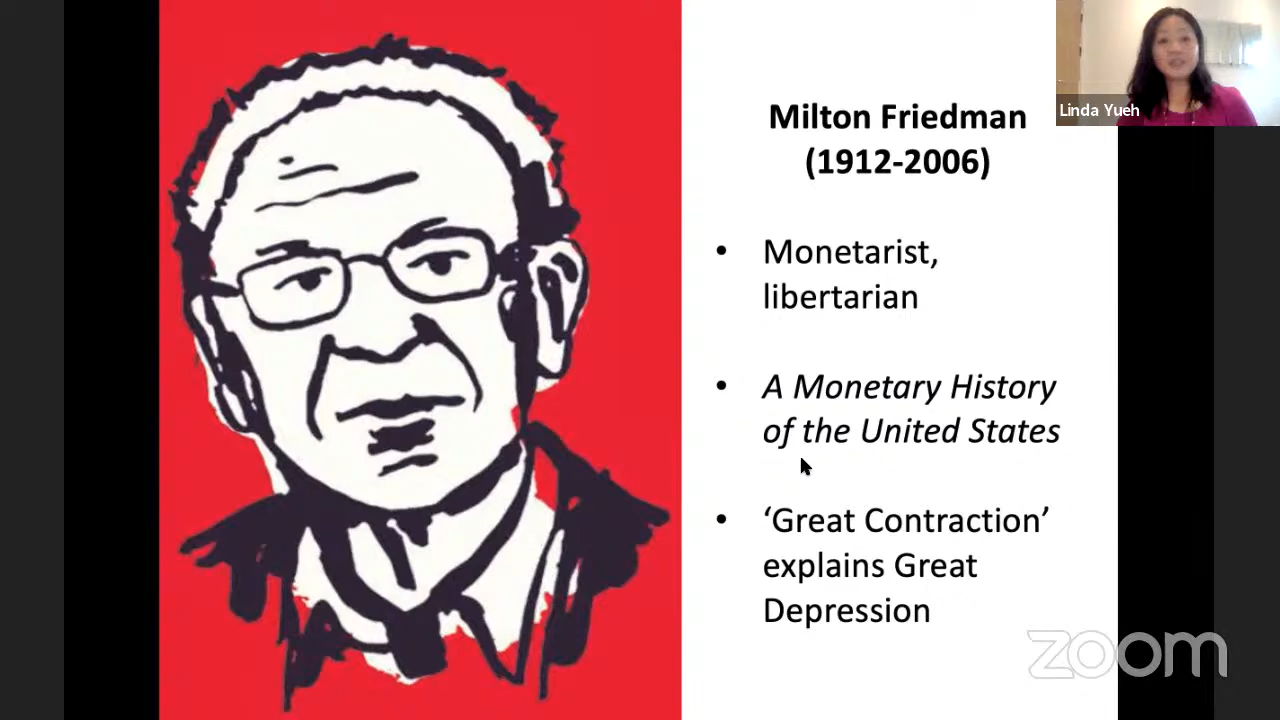 Linda Yueh
Milton Friedman
(1912-2006)
• Monetarist,
libertarian
• A Monetary History
of the United States
• ‘Great Contraction’
explains Great
Depression
zoom